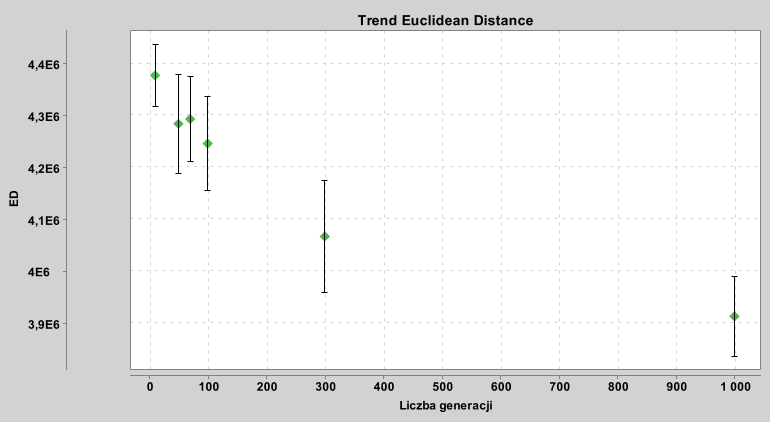 Trend Euclidean Distance
4,4E6
4,3E6
4,2E6
4,1E6
4E6
3,9E6
ED
0 100 200 300 400 500 600 700 800 900 1 000
Liczba generacji